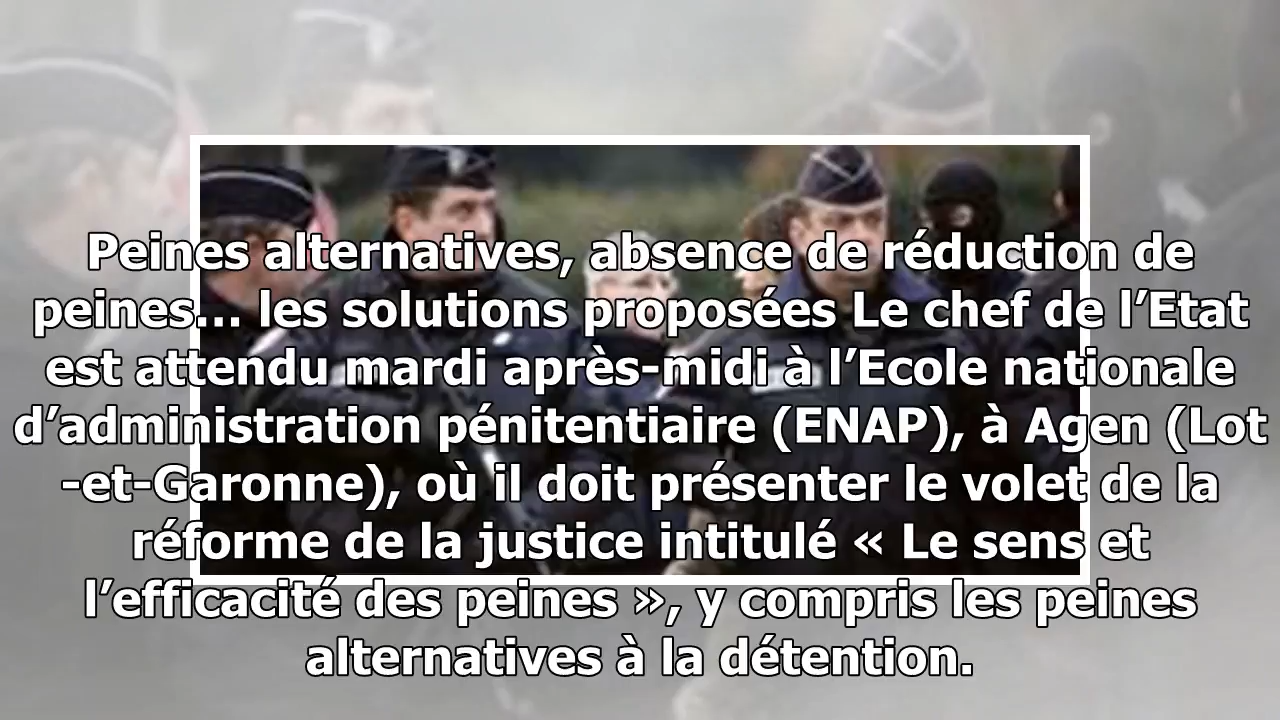 Peines alternatives, absence de réduction de
peines... les solutions proposées Le chef de l’Etat
est attendu mardi après-midi à l’Ecole nationale
d’administration pénitentiaire (ENAP), à Agen (Lot
-et-Garonne), où il doit présenter le volet de la
réforme de la justice intitulé « Le sens et
l’efficacité des peines », y compris les peines
alternatives à la détention.